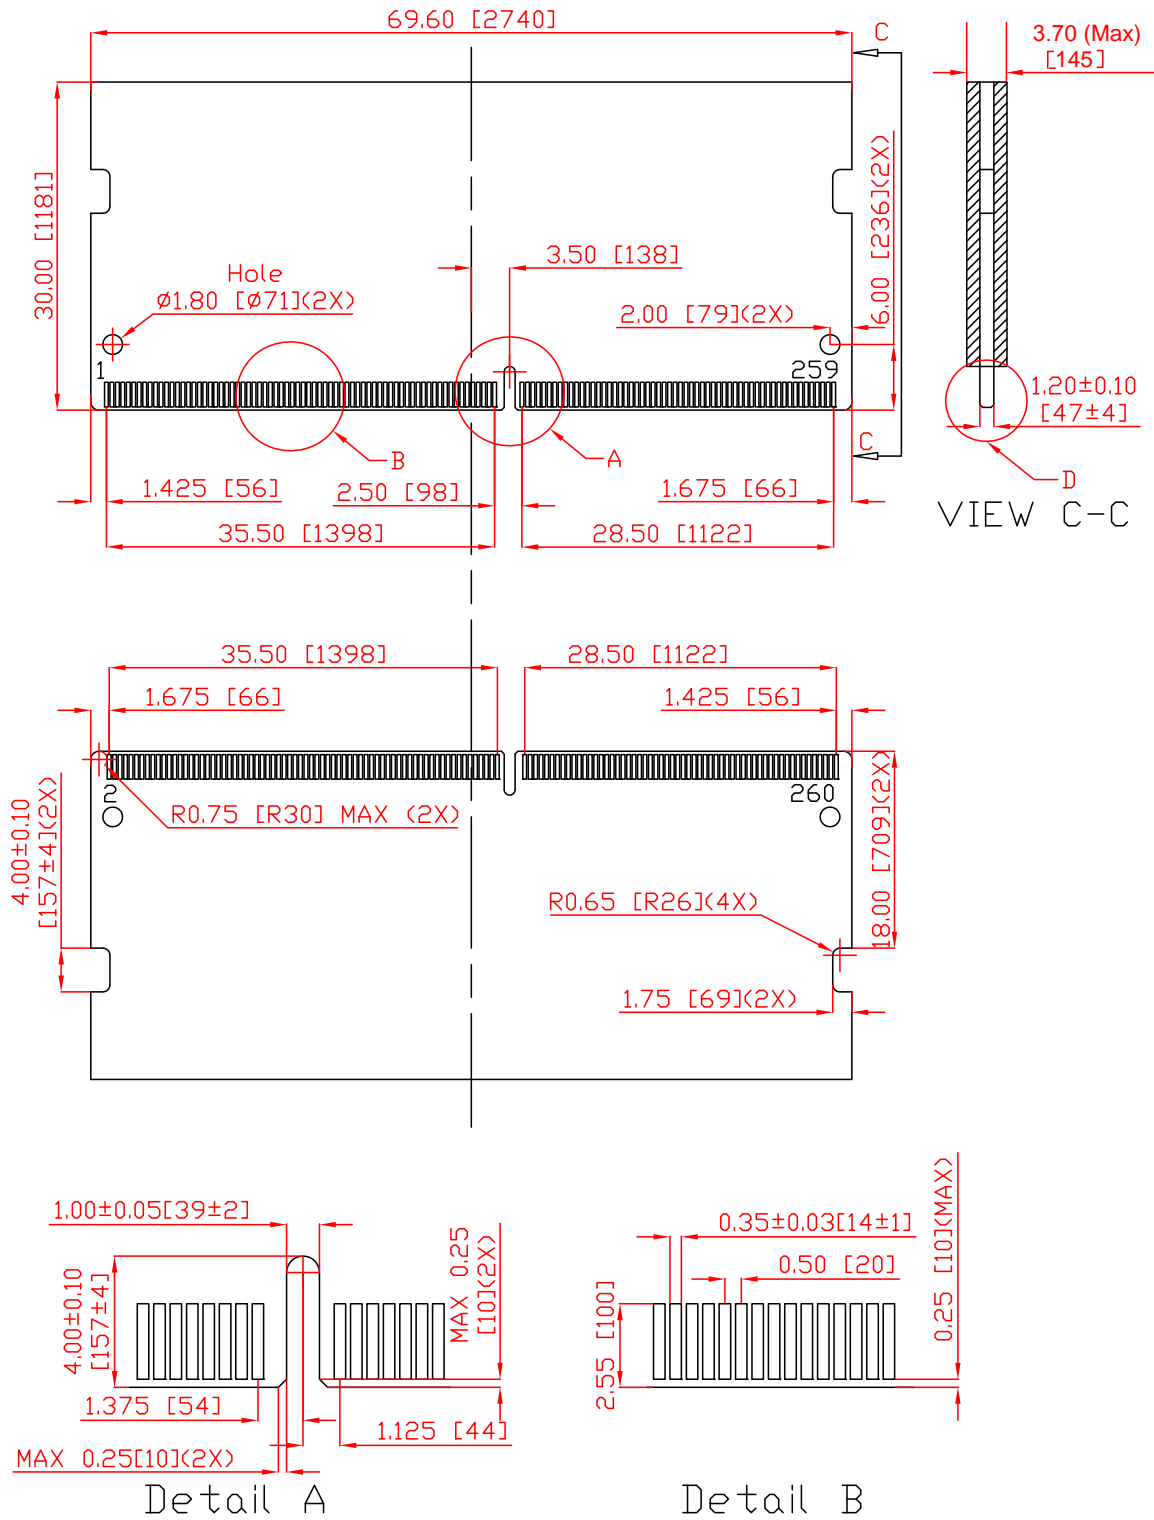 69.60 [2740]
C
3.70 (Max)
[145]
30.00 [1181]
6.00 [236](2X)
3.50 [138]
Hole
Ø1.80 [Ø71](2X)
2.00 [79](2X)
1
259
1.20±0.10
[47±4]
C
B
A
D
1.425 [56]
2.50 [98]
1.675 [66]
VIEW C-C
35.50 [1398]
28.50 [1122]
35.50 [1398]
28.50 [1122]
1.675 [66]
1.425 [56]
2
260
R0.75 [R30] MAX (2X)
4.00±0.10
[157±4](2X)
18.00 [709](2X)
R0.65 [R26](4X)
1.75 [69](2X)
1.00±0.05[39±2]
MAX 0.25
[10](2X)
4.00±0.10
[157±4]
1.375 [54]
1.125 [44]
MAX 0.25[10](2X)
Detail A
0.35±0.03[14±1]
0.50 [20]
0.25 [10](MAX)
2.55 [100]
Detail B